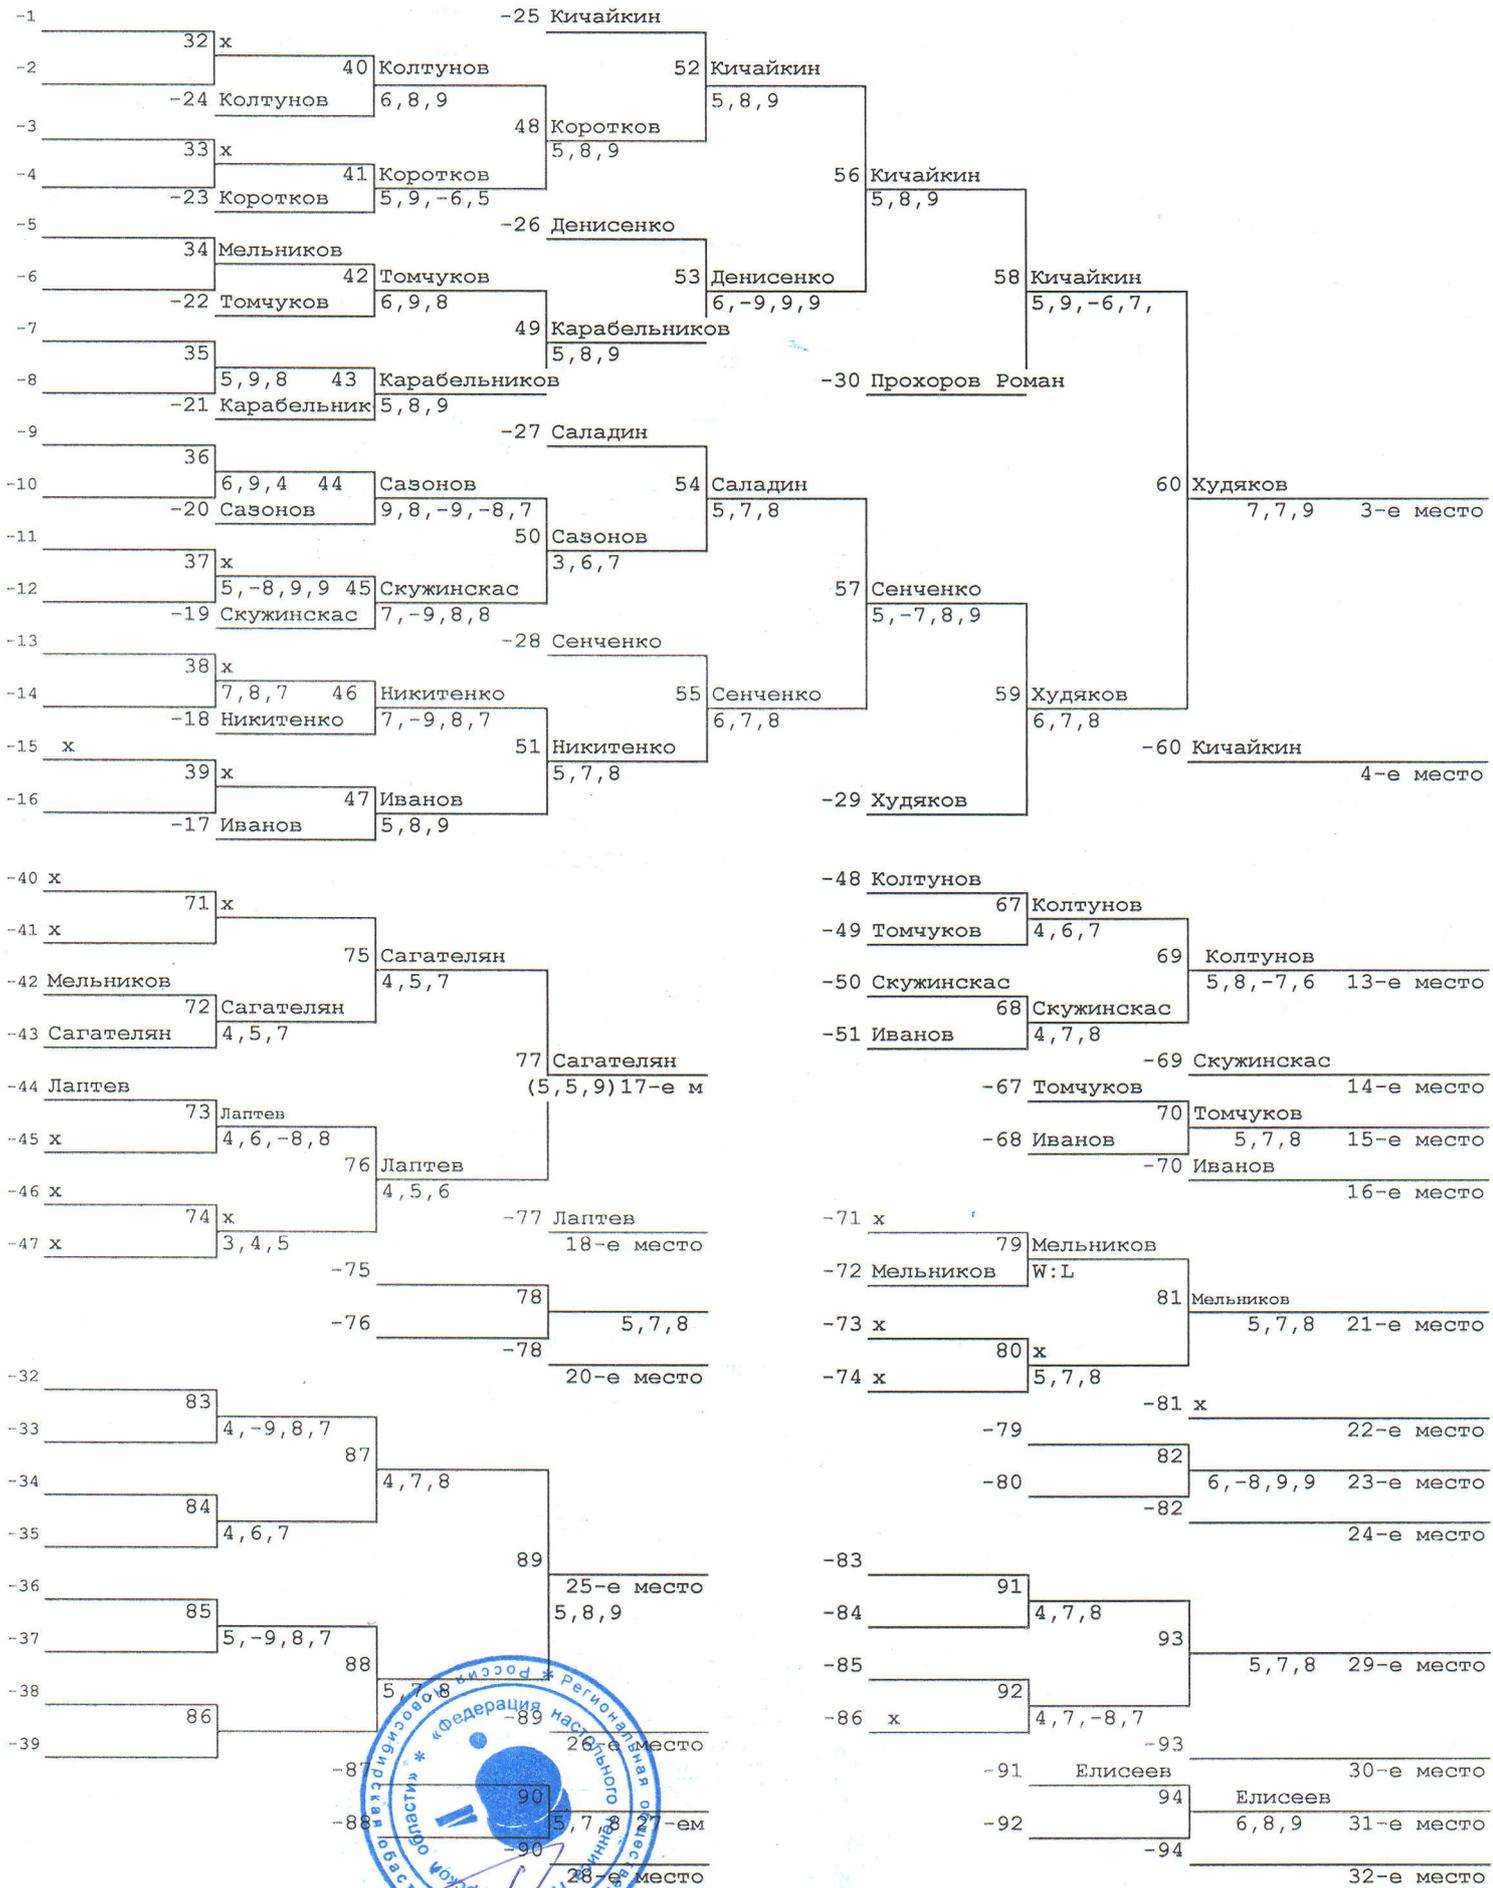 -1
-25 Кичайкин
32 x
-2
40 Колтунов
52 Кичайкин
-24 Колтунов
6,8,9
5,8,9
-3
48 Коротков
33 x
5,8,9
-4
41 Коротков
56 Кичайкин
-23 Коротков
5,9,-6,5
5,8,9
-5
-26 Денисенко
34 Мельников
-6
42 Томчуков
53 Денисенко
58 Кичайкин
-22 Томчуков
6,9,8
6,-9,9,9
5,9,-6,7,
-7
49 Карабельников
35
5,8,9
-8
5,9,8 43 Карабельников
-30 Прохоров Роман
-21 Карабельник
5,8,9
-9
-27 Саладин
36
-10
6,9,4 44 Сазонов
54 Саладин
60 Худяков
-20 Сазонов
9,8,-9,-8,7
5,7,8
7,7,9 3-е место
-11
50 Сазонов
37 x
3,6,7
-12
5,-8,9,9 45 Скужинскас
57 Сенченко
-19 Скужинскас
7,-9,8,8
5,-7,8,9
-13
-28 Сенченко
38 x
-14
7,8,7 46 Никитенко
55 Сенченко
59 Худяков
-18 Никитенко
7,-9,8,7
6,7,8
6,7,8
-15 x
51 Никитенко
-60 Кичайкин
39 x
5,7,8
4-е место
-16
47 Иванов
-29 Худяков
-17 Иванов
5,8,9
-40 x
-48 Колтунов
71 x
67 Колтунов
-41 x
-49 Томчуков
4,6,7
75 Сагателян
69 Колтунов
-42 Мельников
4,5,7
-50 Скужинскас
5,8,-7,6 13-е место
72 Сагателян
68 Скужинскас
-43 Сагателян
4,5,7
-51 Иванов
4,7,8
77 Сагателян
-69 Скужинскас
-44 Лаптев
(5,5,9)17-е м
-67 Томчуков
14-е место
73 Лаптев
70 Томчуков
-45 x
4,6,-8,8
-68 Иванов
5,7,8 15-е место
76 Лаптев
-70 Иванов
-46 x
4,5,6
16-е место
74 x
-77 Лаптев
-71 x
-47 x
3,4,5
18-е место
79 Мельников
-75
-72 Мельников
W:L
78
81 Мельников
-76
5,7,8
-73 x
5,7,8 21-е место
-78
80 x
-32
20-е место
-74 x
5,7,8
83
-81 x
-33
4,-9,8,7
-79
22-е место
87
82
-34
4,7,8
-80
6,-8,9,9 23-е место
84
-82
-35
4,6,7
24-е место
89
-83
-36
25-е место
91
85
5,8,9
-84
4,7,8
-37
5,-9,8,7
93
88
-85
5,7,8 29-е место
-38
5,7,8
92
86
-89
-86 x
4,7,-8,7
-39
26-е место
-93
-87
-91 Елисеев
30-е место
90
94 Елисеев
-88
5,7,8 27-ем
-92
6,8,9 31-е место
-90
-94
28-е место
32-е место
Россия * Региональная
«Федерация настольного
области» *